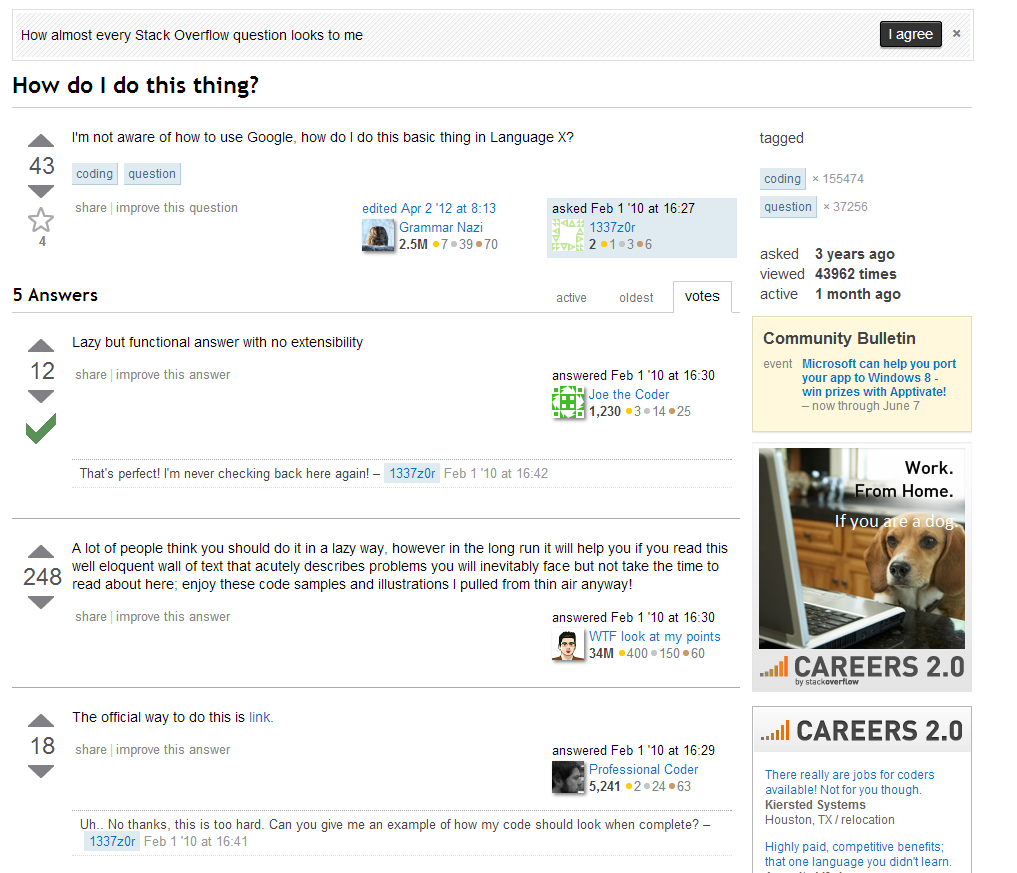 How almost every Stack Overflow question looks to me
I agree ×
How do I do this thing?
43
4
I'm not aware of how to use Google, how do I do this basic thing in Language X?
coding question
share | improve this question
edited Apr 2 '12 at 8:13
Grammar Nazi
2.5M ●7 ●39 ●70
asked Feb 1 '10 at 16:27
1337z0r
2 ●1 ●3 ●6
5 Answers
active oldest votes
12
Lazy but functional answer with no extensibility
share | improve this answer
answered Feb 1 '10 at 16:30
Joe the Coder
1,230 ●3 ●14 ●25
That's perfect! I'm never checking back here again! – 1337z0r Feb 1 '10 at 16:42
248
A lot of people think you should do it in a lazy way, however in the long run it will help you if you read this
well eloquent wall of text that acutely describes problems you will inevitably face but not take the time to
read about here; enjoy these code samples and illustrations I pulled from thin air anyway!
share | improve this answer
answered Feb 1 '10 at 16:30
WTF look at my points
34M ●400 ●150 ●60
18
The official way to do this is link.
share | improve this answer
answered Feb 1 '10 at 16:29
Professional Coder
5,241 ●2 ●24 ●63
Uh.. No thanks, this is too hard. Can you give me an example of how my code should look when complete? –
1337z0r Feb 1 '10 at 16:41
tagged
coding × 155474
question × 37256
asked 3 years ago
viewed 43962 times
active 1 month ago
Community Bulletin
event Microsoft can help you port
your app to Windows 8 -
win prizes with Apptivate!
– now through June 7
Work.
From Home.
If you are a dog.
CAREERS 2.0
by stackoverflow
CAREERS 2.0
There really are jobs for coders
available! Not for you though.
Kiersted Systems
Houston, TX / relocation
Highly paid, competitive benefits;
that one language you didn't learn.